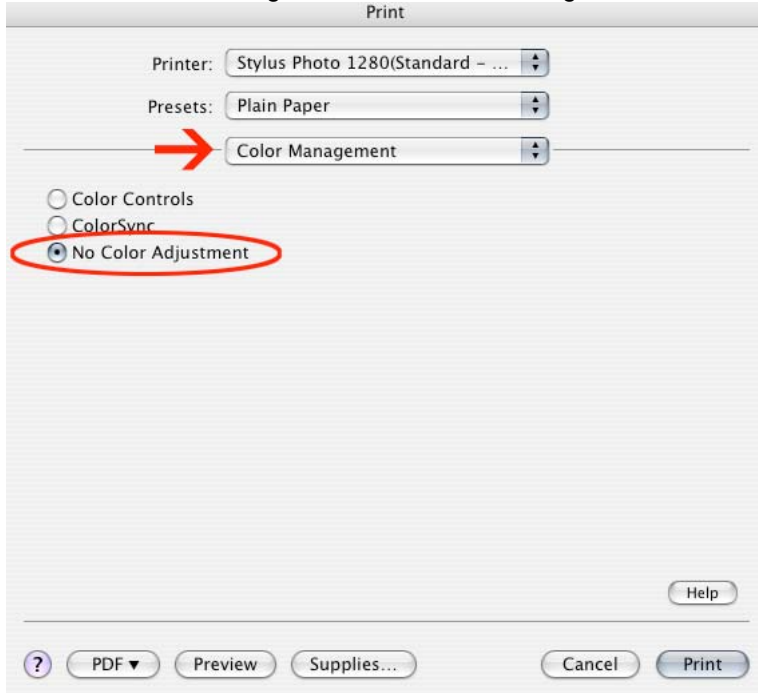 Print
Printer: Stylus Photo 1280(Standard - ...
Presets: Plain Paper
Color Management
Color Controls
ColorSync
No Color Adjustment
Help
? PDF▼ Preview Supplies... Cancel Print